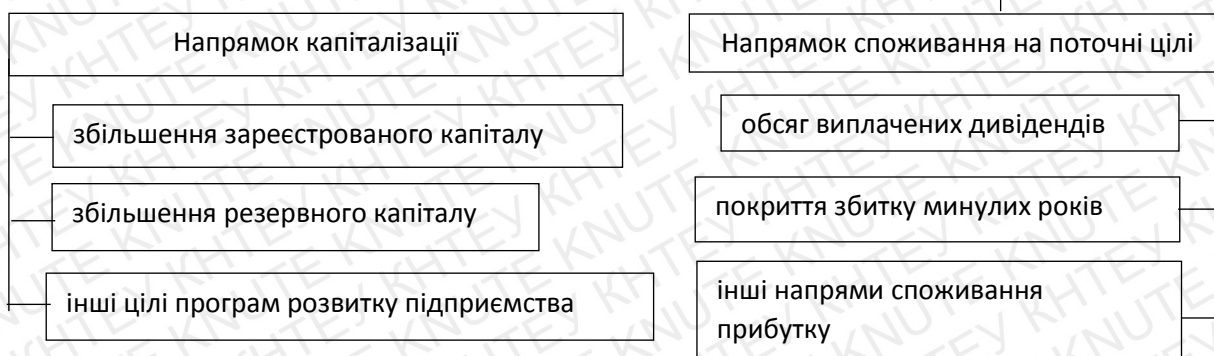 Напрямок капіталізації
збільшення зареєстрованого капіталу
збільшення резервного капіталу
інші цілі програм розвитку підприємства
Напрямок споживання на поточні цілі
обсяг виплачених дивідендів
покриття збитку минулих років
інші напрями споживання
прибутку